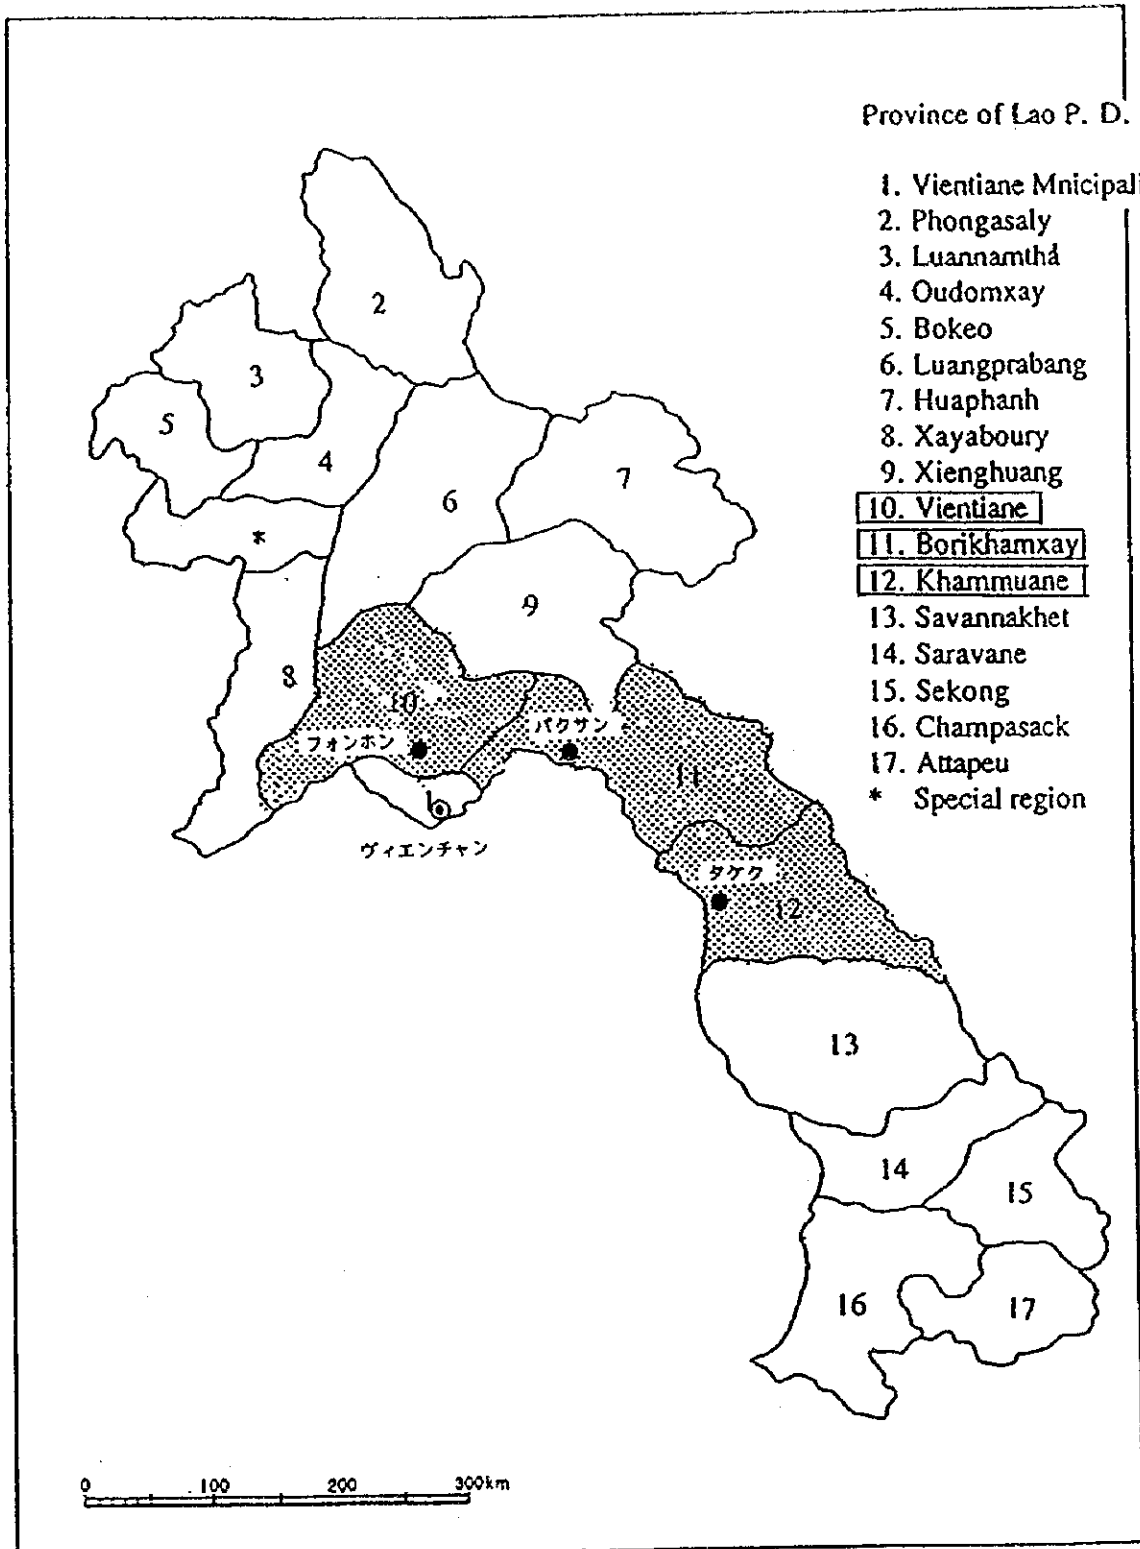 Province of Lao P. D.
1. Vientiane Mnicipali
2. Phongasaly
3. Luannamthá
4. Oudomxay
5. Bokeo
6. Luangprabang
7. Huaphanh
8. Xayaboury
9. Xienghuang
10. Vientiane
11. Borikhamxay
12. Khammuane
13. Savannakhet
14. Saravane
15. Sekong
16. Champasack
17. Attapeu
* Special region
2
3
5
4
7
6
*
9
8
10
パクサン
フォンホン
11
1
ヴィエンチャン
タケク
12
13
14
15
16
17
0 100 200 300km